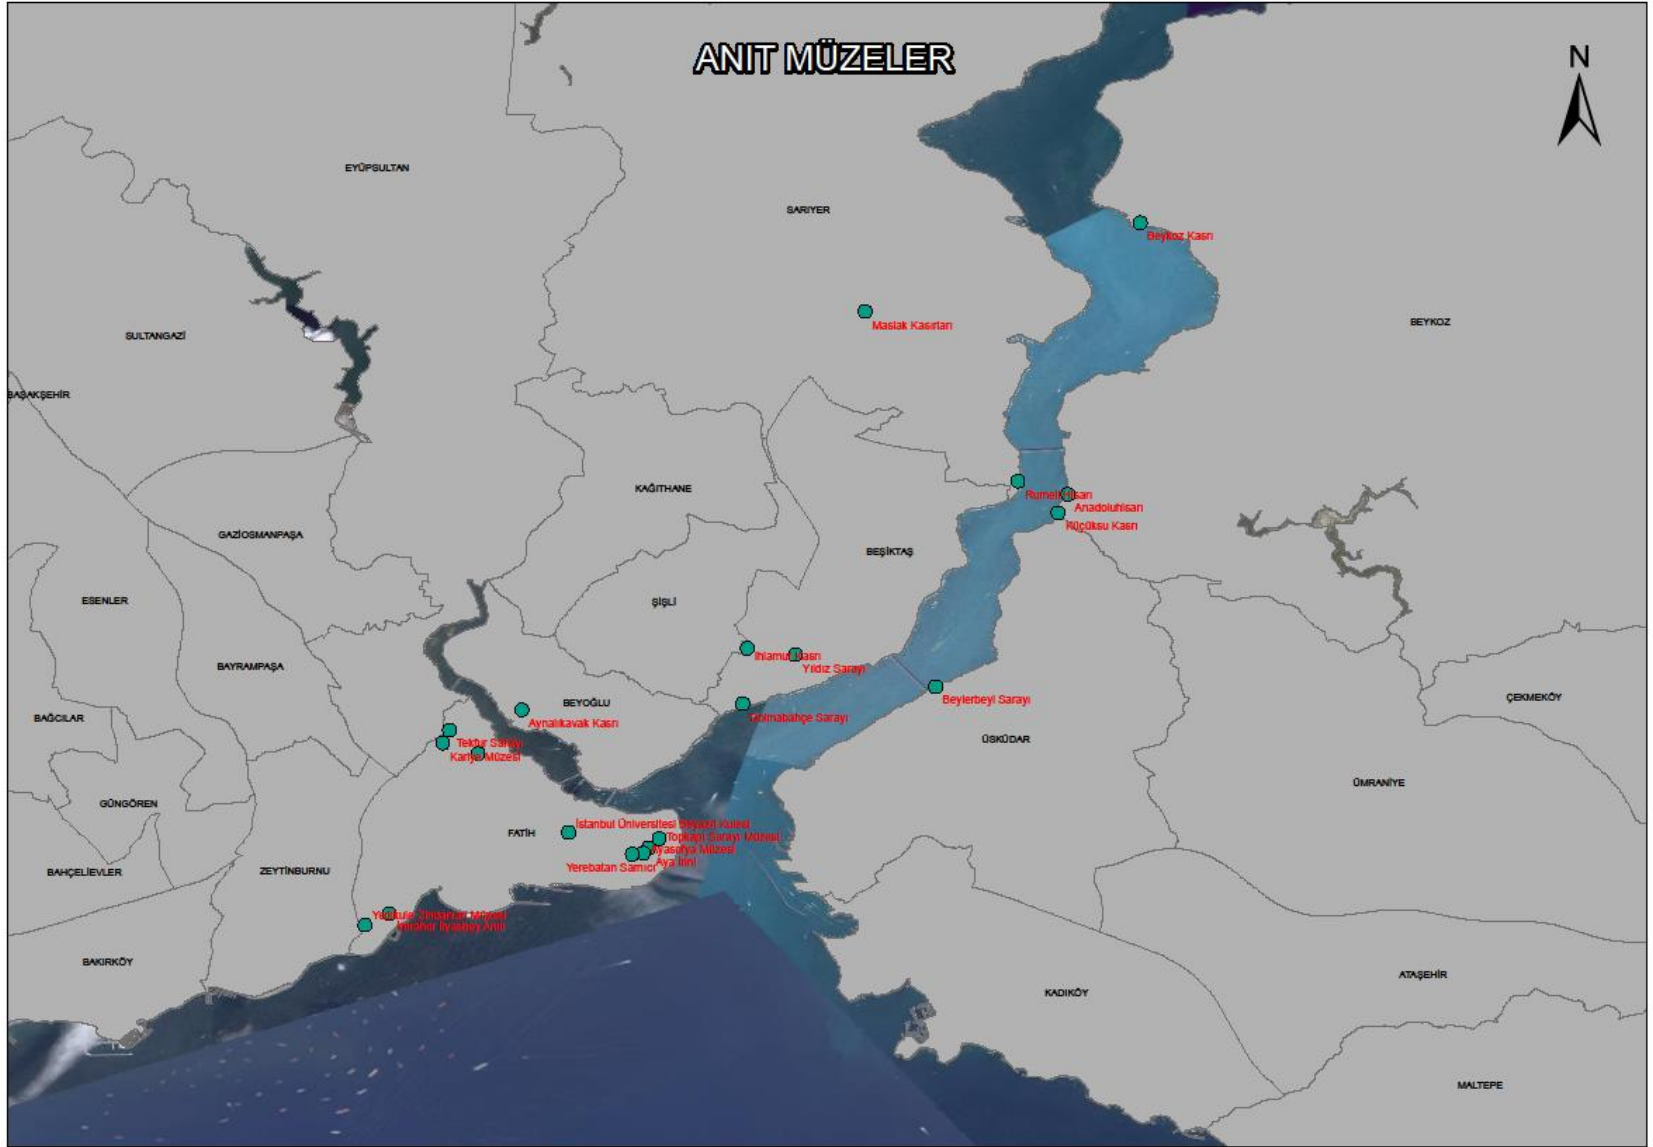 ANIT MÜZELER
N
EYÜPSULTAN
SARIYER
Beykoz Kasrı
Maslak Kasırları
BEYKOZ
SULTANGAZİ
BAŞAKŞEHİR
KAĞITHANE
Rumeli Hisarı
Anadoluhisarı
Küçüksu Kasrı
GAZİOSMANPAŞA
BEŞİKTAŞ
ESENLER
ŞİŞLİ
Ihlamur Kasrı
Yıldız Sarayı
BAYRAMPAŞA
Beylerbeyi Sarayı
ÇEKMEKÖY
BEYOĞLU
BAĞCILAR
Aynalıkavak Kasrı
Dolmabahçe Sarayı
ÜSKÜDAR
Tekfur Sarayı
Kariye Müzesi
ÜMRANİYE
GÜNGÖREN
FATİH
İstanbul Üniversitesi Beyazıt Kulesi
Topkapı Sarayı Müzesi
Ayasofya Müzesi
Aya İrini
Yerebatan Sarnıcı
BAHÇELİEVLER
ZEYTİNBURNU
Yedikule Zindanları Müzesi
İmrahor İlyasbey Anıtı
BAKIRKÖY
ATAŞEHİR
KADIKÖY
MALTEPE